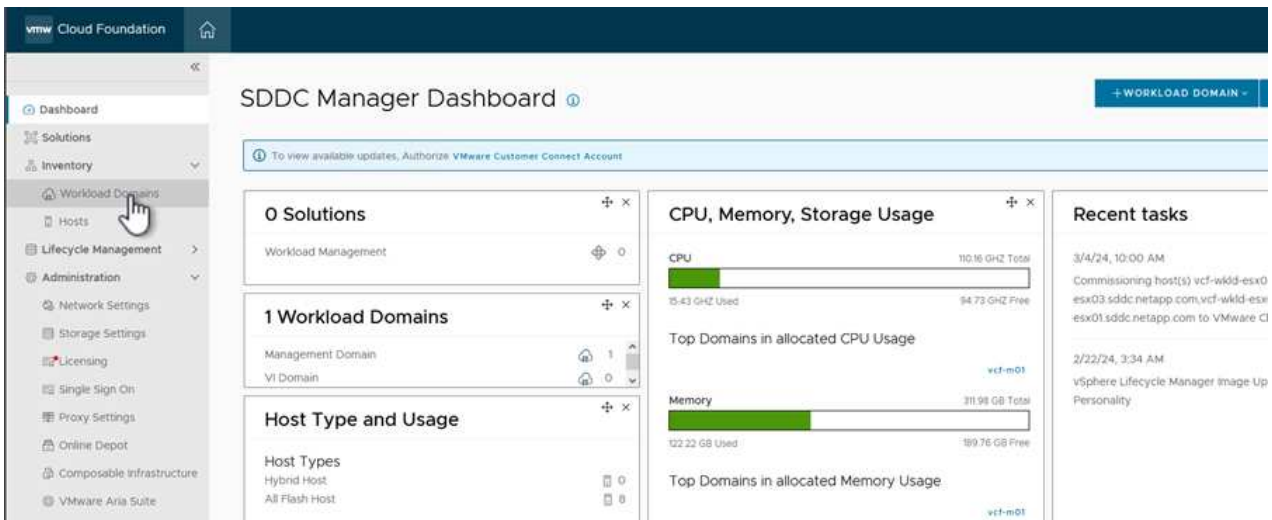 vmw Cloud Foundation
Dashboard
Solutions
Inventory
Workload Domains
Hosts
Lifecycle Management
Administration
Network Settings
Storage Settings
Licensing
Single Sign On
Proxy Settings
Online Depot
Composable Infrastructure
VMware Aria Suite
SDDC Manager Dashboard
+ WORKLOAD DOMAIN
To view available updates, Authorize VMware Customer Connect Account
0 Solutions
Workload Management 0
1 Workload Domains
Management Domain 1
VI Domain 0
Host Type and Usage
Host Types
Hybrid Host 0
All Flash Host 8
CPU, Memory, Storage Usage
CPU 110.16 GHZ Total
15.43 GHZ Used 94.73 GHZ Free
Top Domains in allocated CPU Usage
vcf-m01
Memory 311.98 GB Total
122.22 GB Used 189.76 GB Free
Top Domains in allocated Memory Usage
vcf-m01
Recent tasks
3/4/24, 10:00 AM
Commissioning host(s) vcf-wkld-esx0
esx03.sddc.netapp.com,vcf-wkld-esx
esx01.sddc.netapp.com to VMware Cl
2/22/24, 3:34 AM
vSphere Lifecycle Manager Image Up
Personality